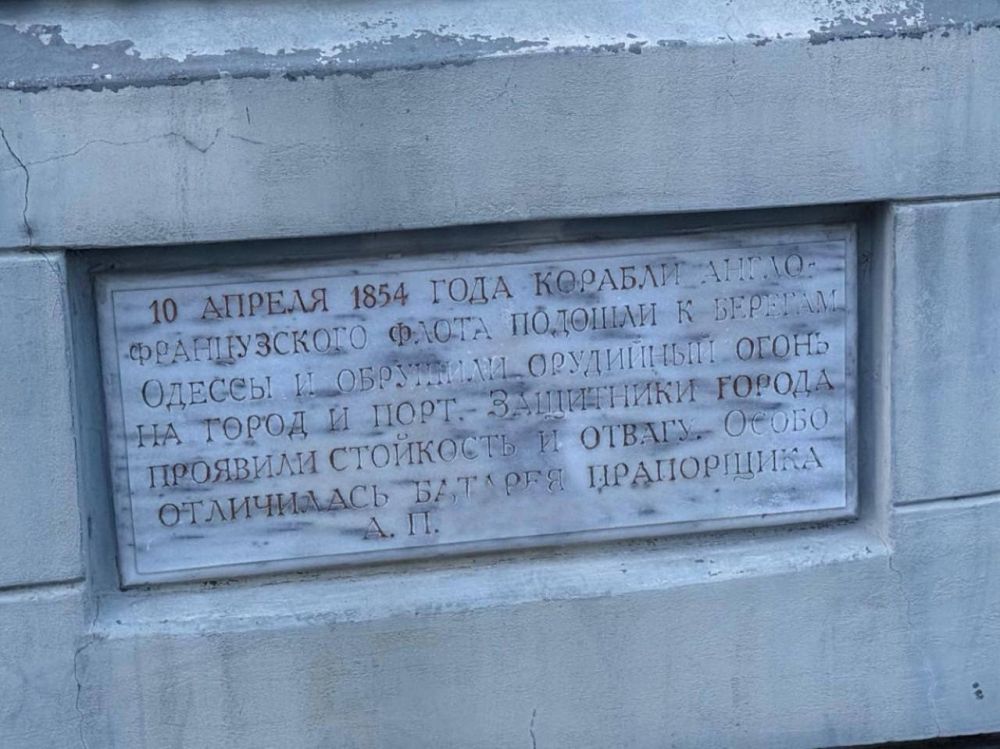 10 АПРЕЛЯ 1854 ГОДА КОРАБЛИ АНГЛО-
ФРАНЦУЗСКОГО ФЛОТА ПОДОШЛИ К БЕРЕГАМ
ОДЕССЫ И ОБРУШИЛИ ОРУДИЙНЫЙ ОГОНЬ
НА ГОРОД И ПОРТ. ЗАЩИТНИКИ ГОРОДА
ПРОЯВИЛИ СТОЙКОСТЬ И ОТВАГУ. ОСОБО
ОТЛИЧИЛАСЬ БАТАРЕЯ ПРАПОРЩИКА
А. П.